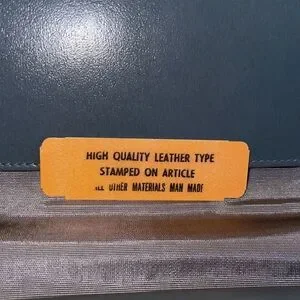 HIGH QUALITY LEATHER TYPE
STAMPED ON ARTICLE
ALL OTHER MATERIALS MAN MADE